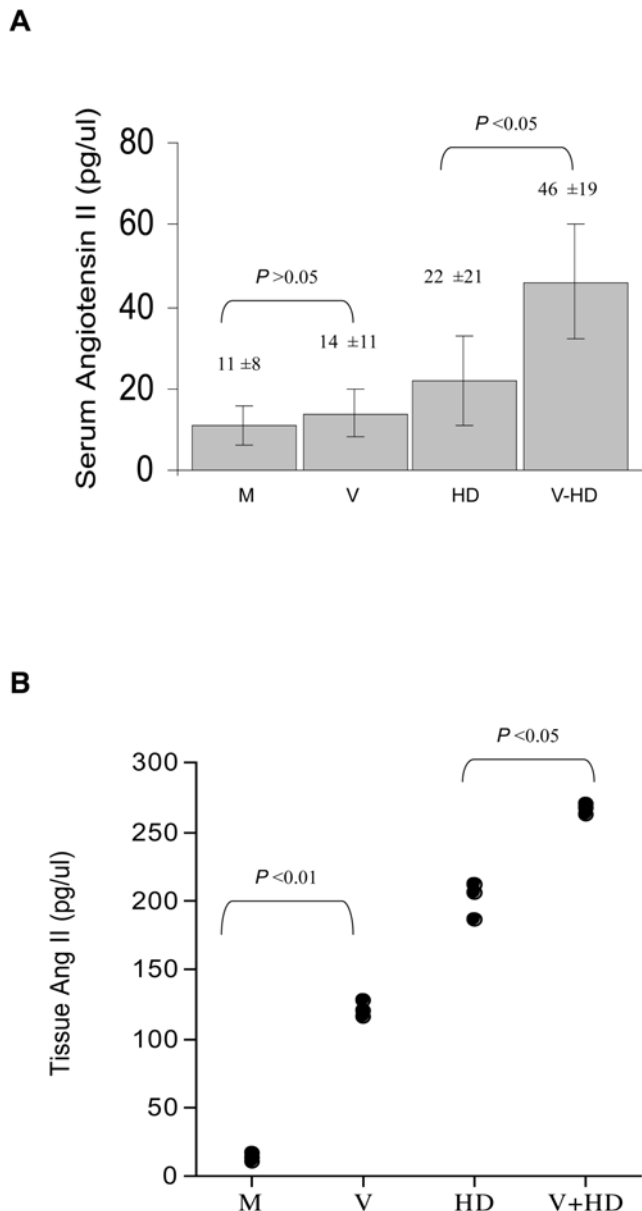 A
Serum Angiotensin II (pg/ul)
80
60
40
20
0
P <0.05
46 ±19
P >0.05
22 ±21
14 ±11
11 ±8
M V HD V-HD
B
Tissue Ang II (pg/ul)
300
250
200
150
100
50
0
P <0.05
P <0.01
M V HD V+HD